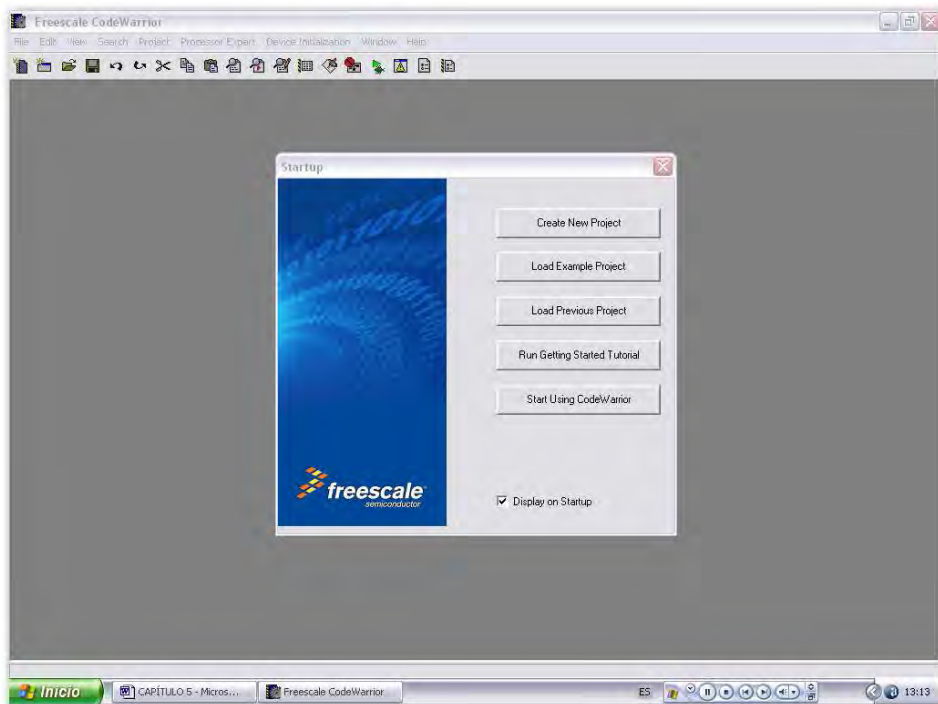 Freescale CodeWarrior
File Edit View Search Project Processor Expert Device Initialization Window Help
Startup
Create New Project
Load Example Project
Load Previous Project
Run Getting Started Tutorial
Start Using CodeWarrior
freescale
semiconductor
Display on Startup
Inicio CAPÍTULO 5 - Micros... Freescale CodeWarrior ES 13:13